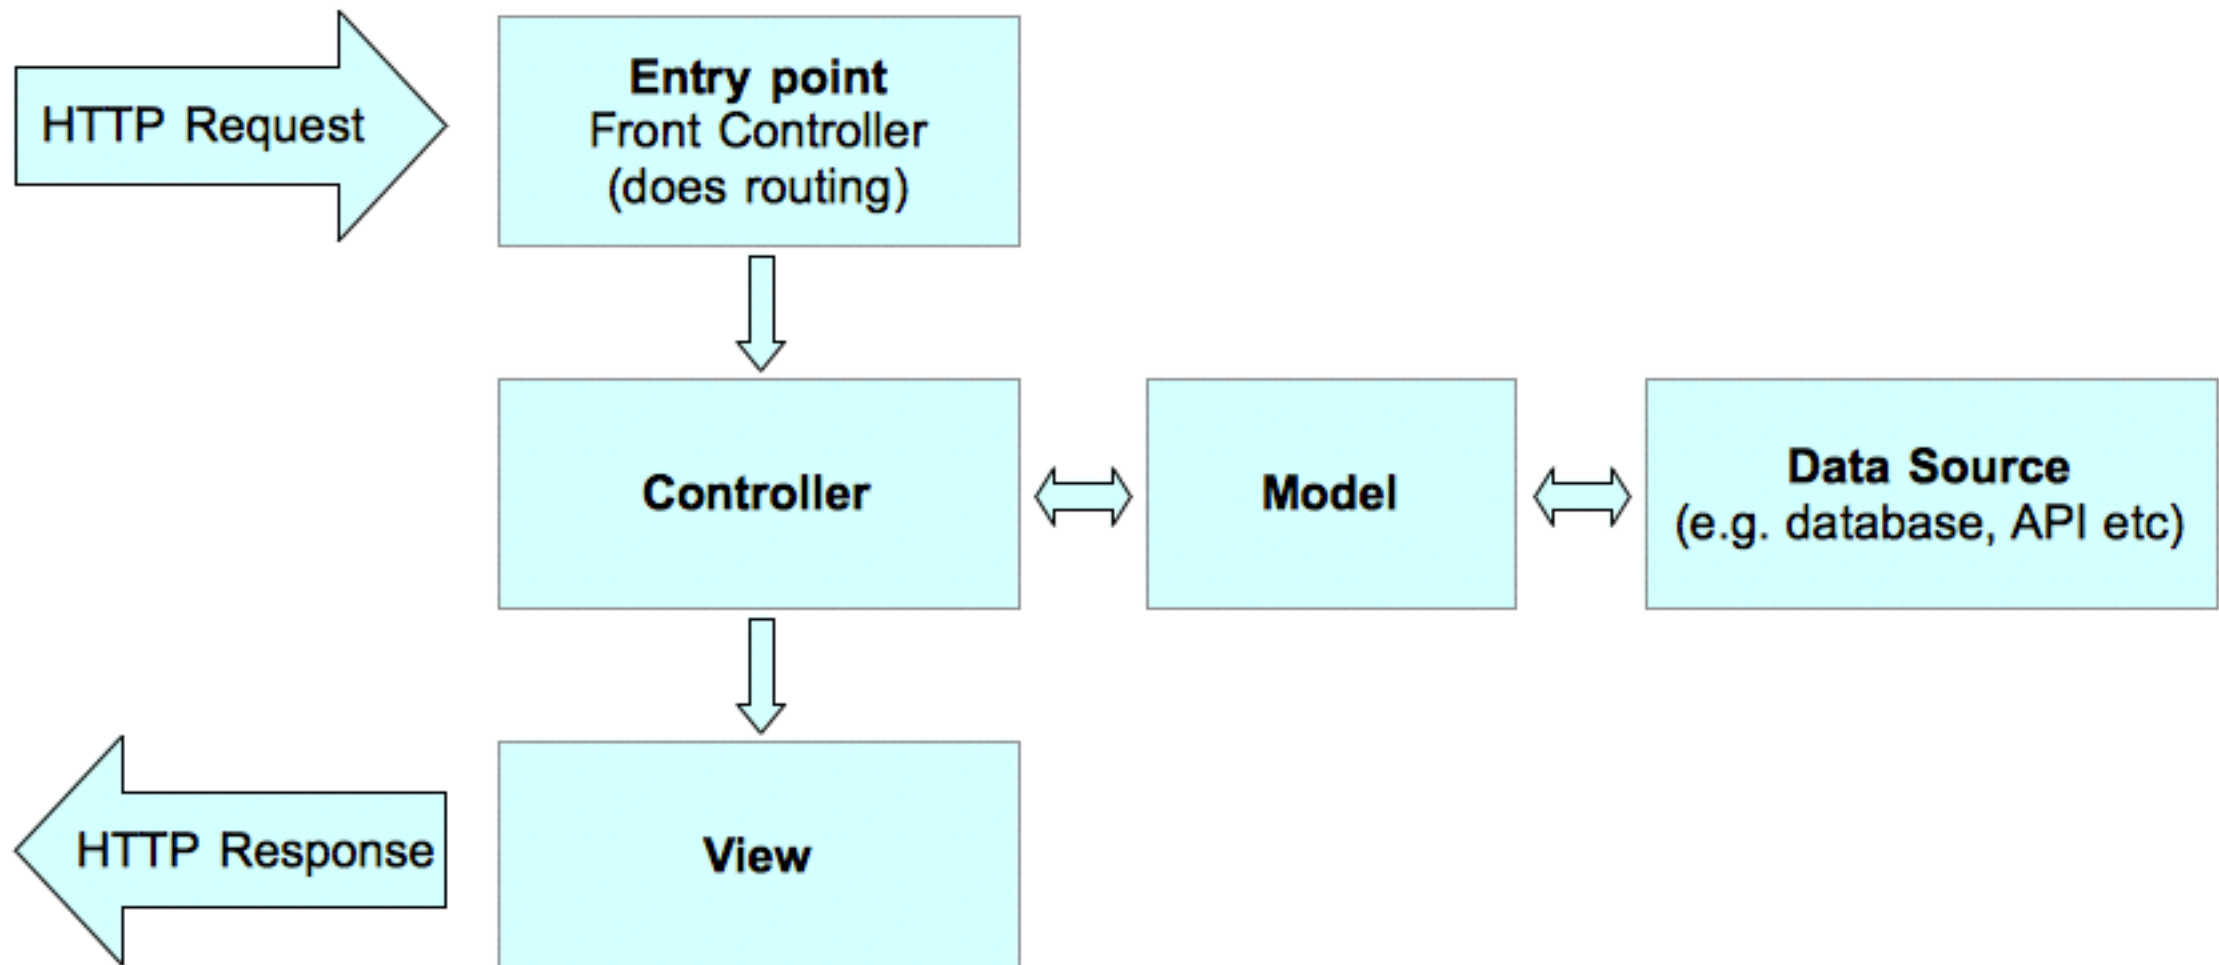 HTTP Request
Entry point
Front Controller
(does routing)
Controller
Model
Data Source
(e.g. database, API etc)
HTTP Response
View